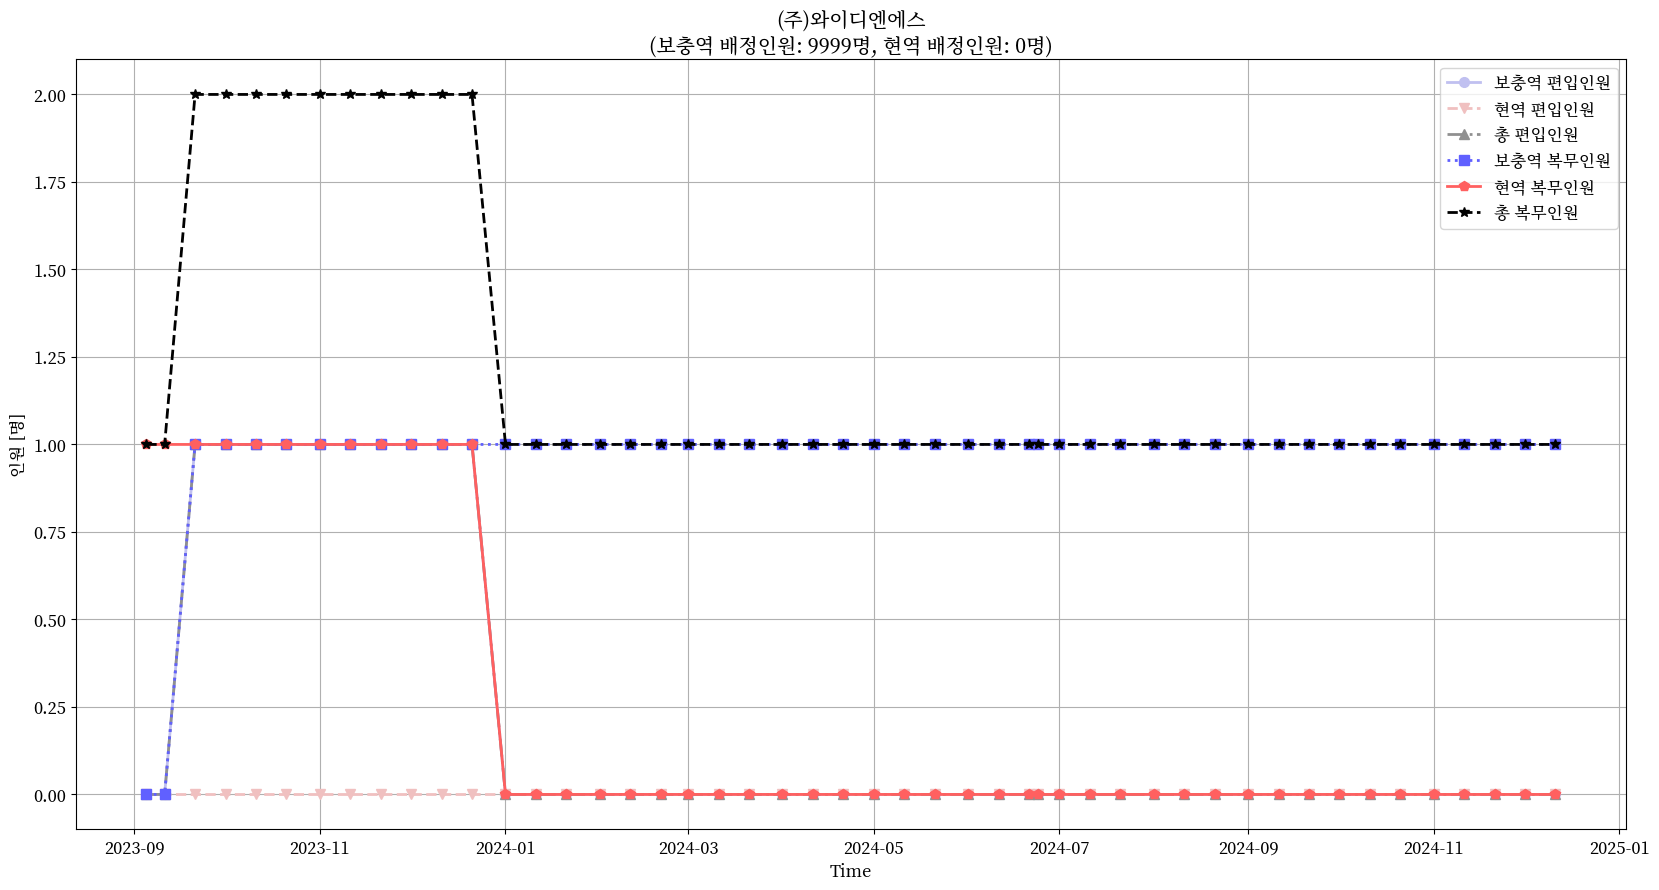 (주)와이디엔에스
(보충역 배정인원: 9999명, 현역 배정인원: 0명)
보충역 편입인원
현역 편입인원
총 편입인원
보충역 복무인원
현역 복무인원
총 복무인원
인원 [명]
2.00
1.75
1.50
1.25
1.00
0.75
0.50
0.25
0.00
2023-09 2023-11 2024-01 2024-03 2024-05 2024-07 2024-09 2024-11 2025-01
Time